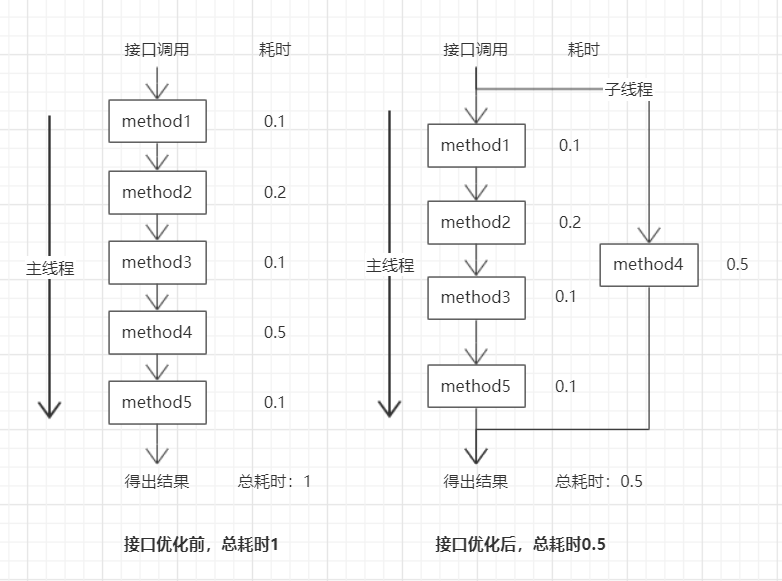 接口调用 耗时
method1 0.1
method2 0.2
method3 0.1
主线程
method4 0.5
method5 0.1
得出结果 总耗时：1
接口优化前，总耗时1
接口调用 耗时
子线程
method1 0.1
method2 0.2
主线程
method4 0.5
method3 0.1
method5 0.1
得出结果 总耗时：0.5
接口优化后，总耗时0.5